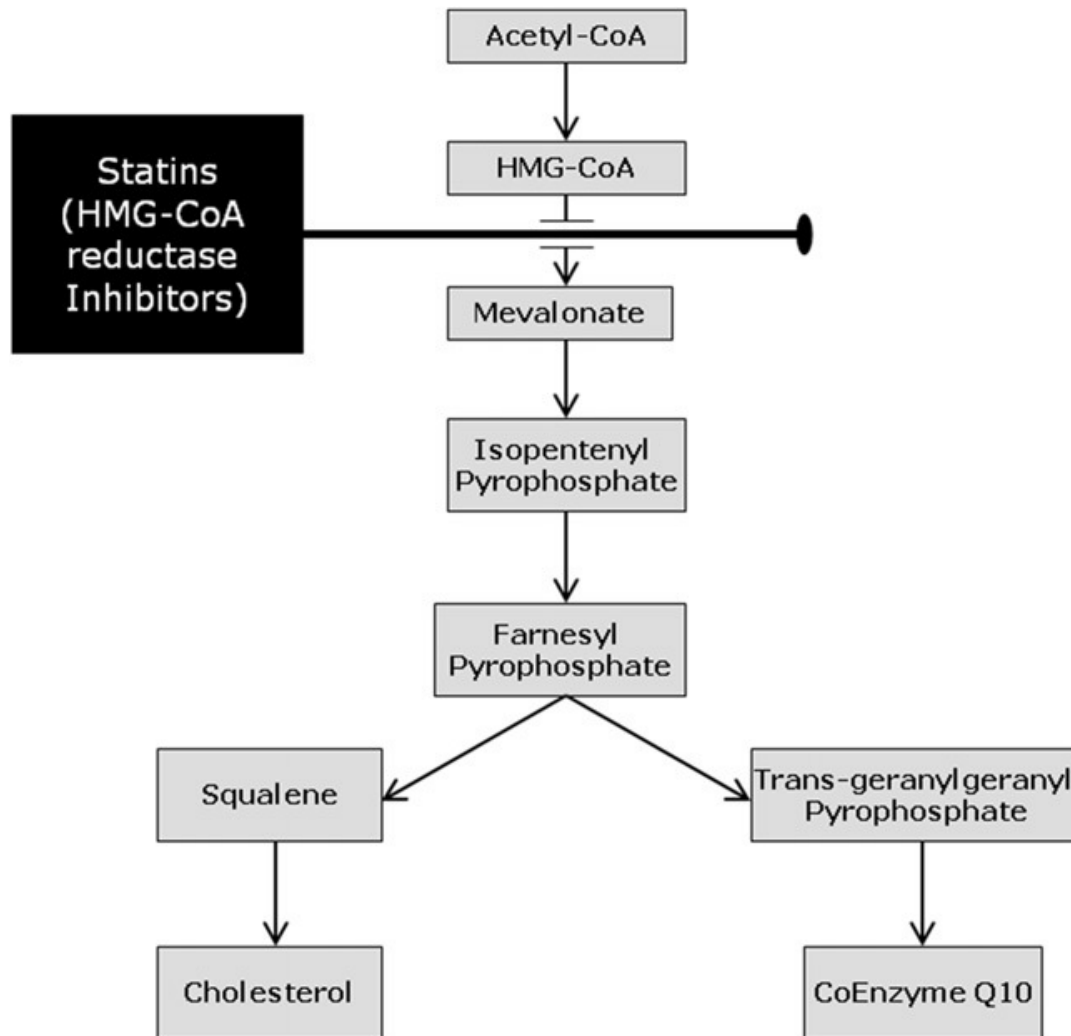 Acetyl-CoA
Statins
(HMG-CoA
reductase
Inhibitors)
HMG-CoA
Mevalonate
Isopentenyl
Pyrophosphate
Farnesyl
Pyrophosphate
Squalene
Trans-geranylgeranyl
Pyrophosphate
Cholesterol
CoEnzyme Q10